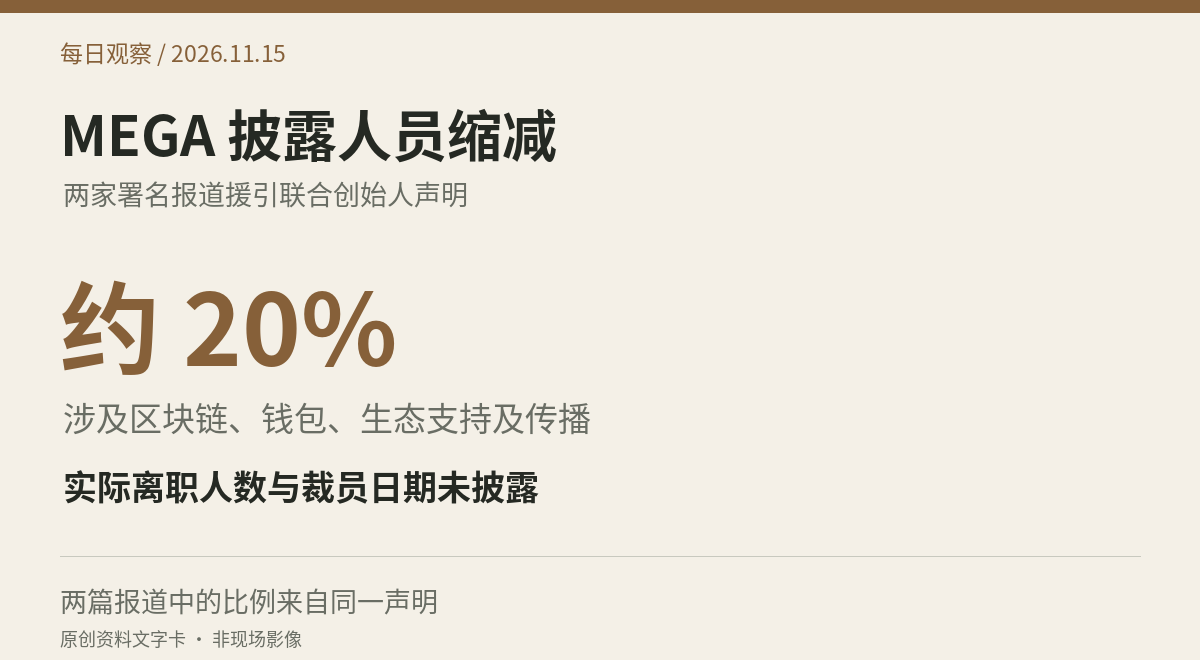 每日观察 / 2026.11.15
MEGA 披露人员缩减
两家署名报道援引联合创始人声明
约 20%
涉及区块链、钱包、生态支持及传播
实际离职人数与裁员日期未披露
两篇报道中的比例来自同一声明
原创资料文字卡 · 非现场影像